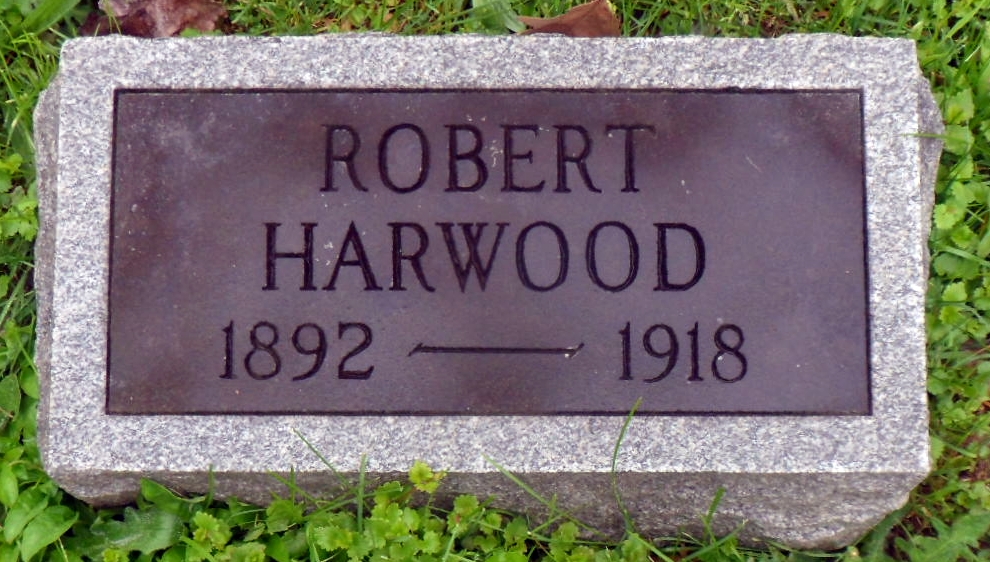 ROBERT
HARWOOD
1892 — 1918